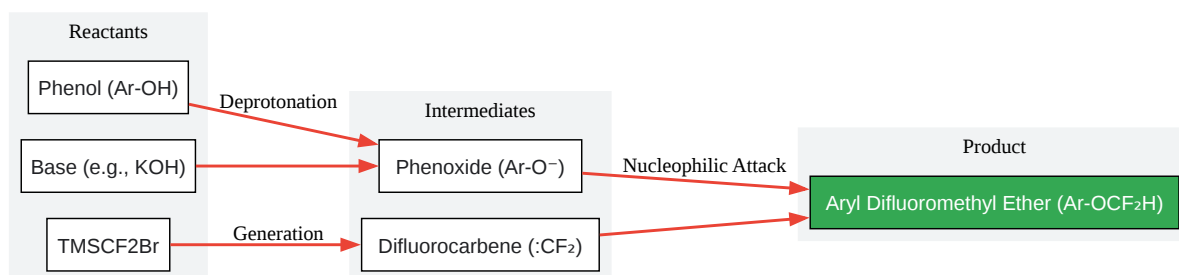 Reactants
Phenol (Ar-OH)
Deprotonation
Base (e.g., KOH)
TMSCF2Br
Generation
Intermediates
Phenoxide (Ar-O⁻)
Difluorocarbene (:CF₂)
Nucleophilic Attack
Product
Aryl Difluoromethyl Ether (Ar-OCF₂H)